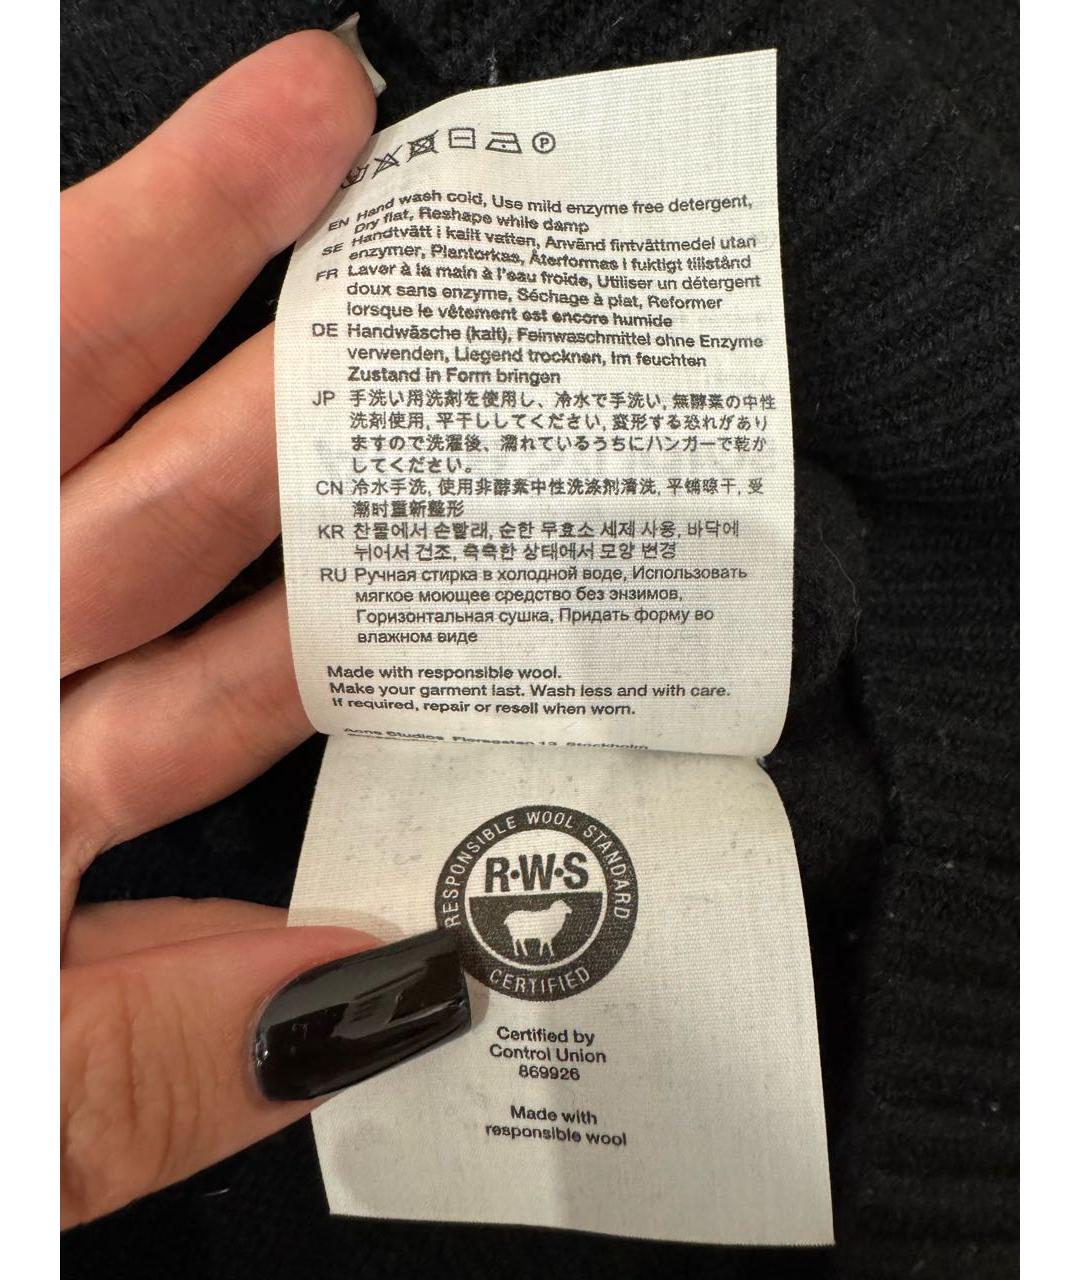 EN Hand wash cold, Use mild enzyme free detergent,
Dry flat, Reshape while damp
SE Handtvätt i kallt vatten, Använd fintvättmedel utan
enzymer, Plantorkas, Återformas i fuktigt tillstånd
FR Laver à la main à l'eau froide, Utiliser un détergent
doux sans enzyme, Séchage à plat, Reformer
lorsque le vêtement est encore humide
DE Handwäsche (kalt), Feinwaschmittel ohne Enzyme
verwenden, Liegend trocknen, Im feuchten
Zustand in Form bringen
JP 手洗い用洗剤を使用し、冷水で手洗い, 無酵素の中性
洗剤使用, 平干ししてください, 変形する恐れがあり
ますので洗濯後、濡れているうちにハンガーで乾か
してください。
CN 冷水手洗, 使用非酵素中性洗涤剂清洗, 平铺晾干, 受
潮时重新整形
KR 찬물에서 손빨래, 순한 무효소 세제 사용, 바닥에
뉘어서 건조, 촉촉한 상태에서 모양 변경
RU Ручная стирка в холодной воде, Использовать
мягкое моющее средство без энзимов,
Горизонтальная сушка, Придать форму во
влажном виде
Made with responsible wool.
Make your garment last. Wash less and with care.
If required, repair or resell when worn.
Acne Studios, Floragatan 13, Stockholm
RESPONSIBLE WOOL STANDARD
R·W·S
CERTIFIED
Certified by
Control Union
869926
Made with
responsible wool